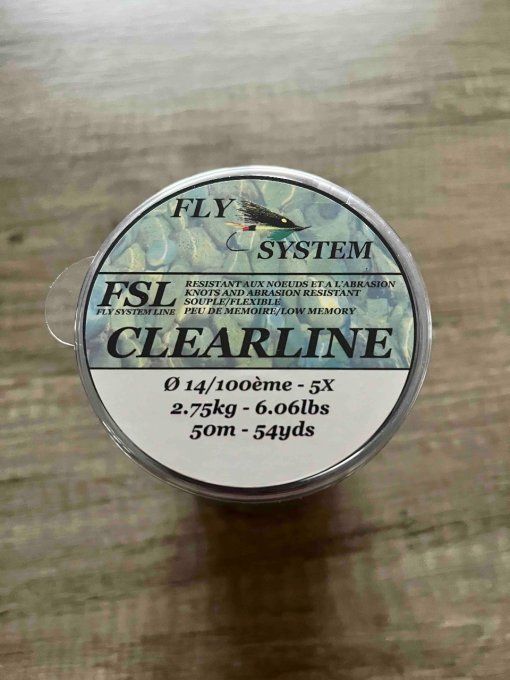 FLY
SYSTEM
FSL
FLY SYSTEM LINE
RESISTANT AUX NOEUDS ET A L'ABRASION
KNOTS AND ABRASION RESISTANT
SOUPLE/FLEXIBLE
PEU DE MEMOIRE/LOW MEMORY
CLEARLINE
Ø 14/100ème - 5X
2.75kg - 6.06lbs
50m - 54yds